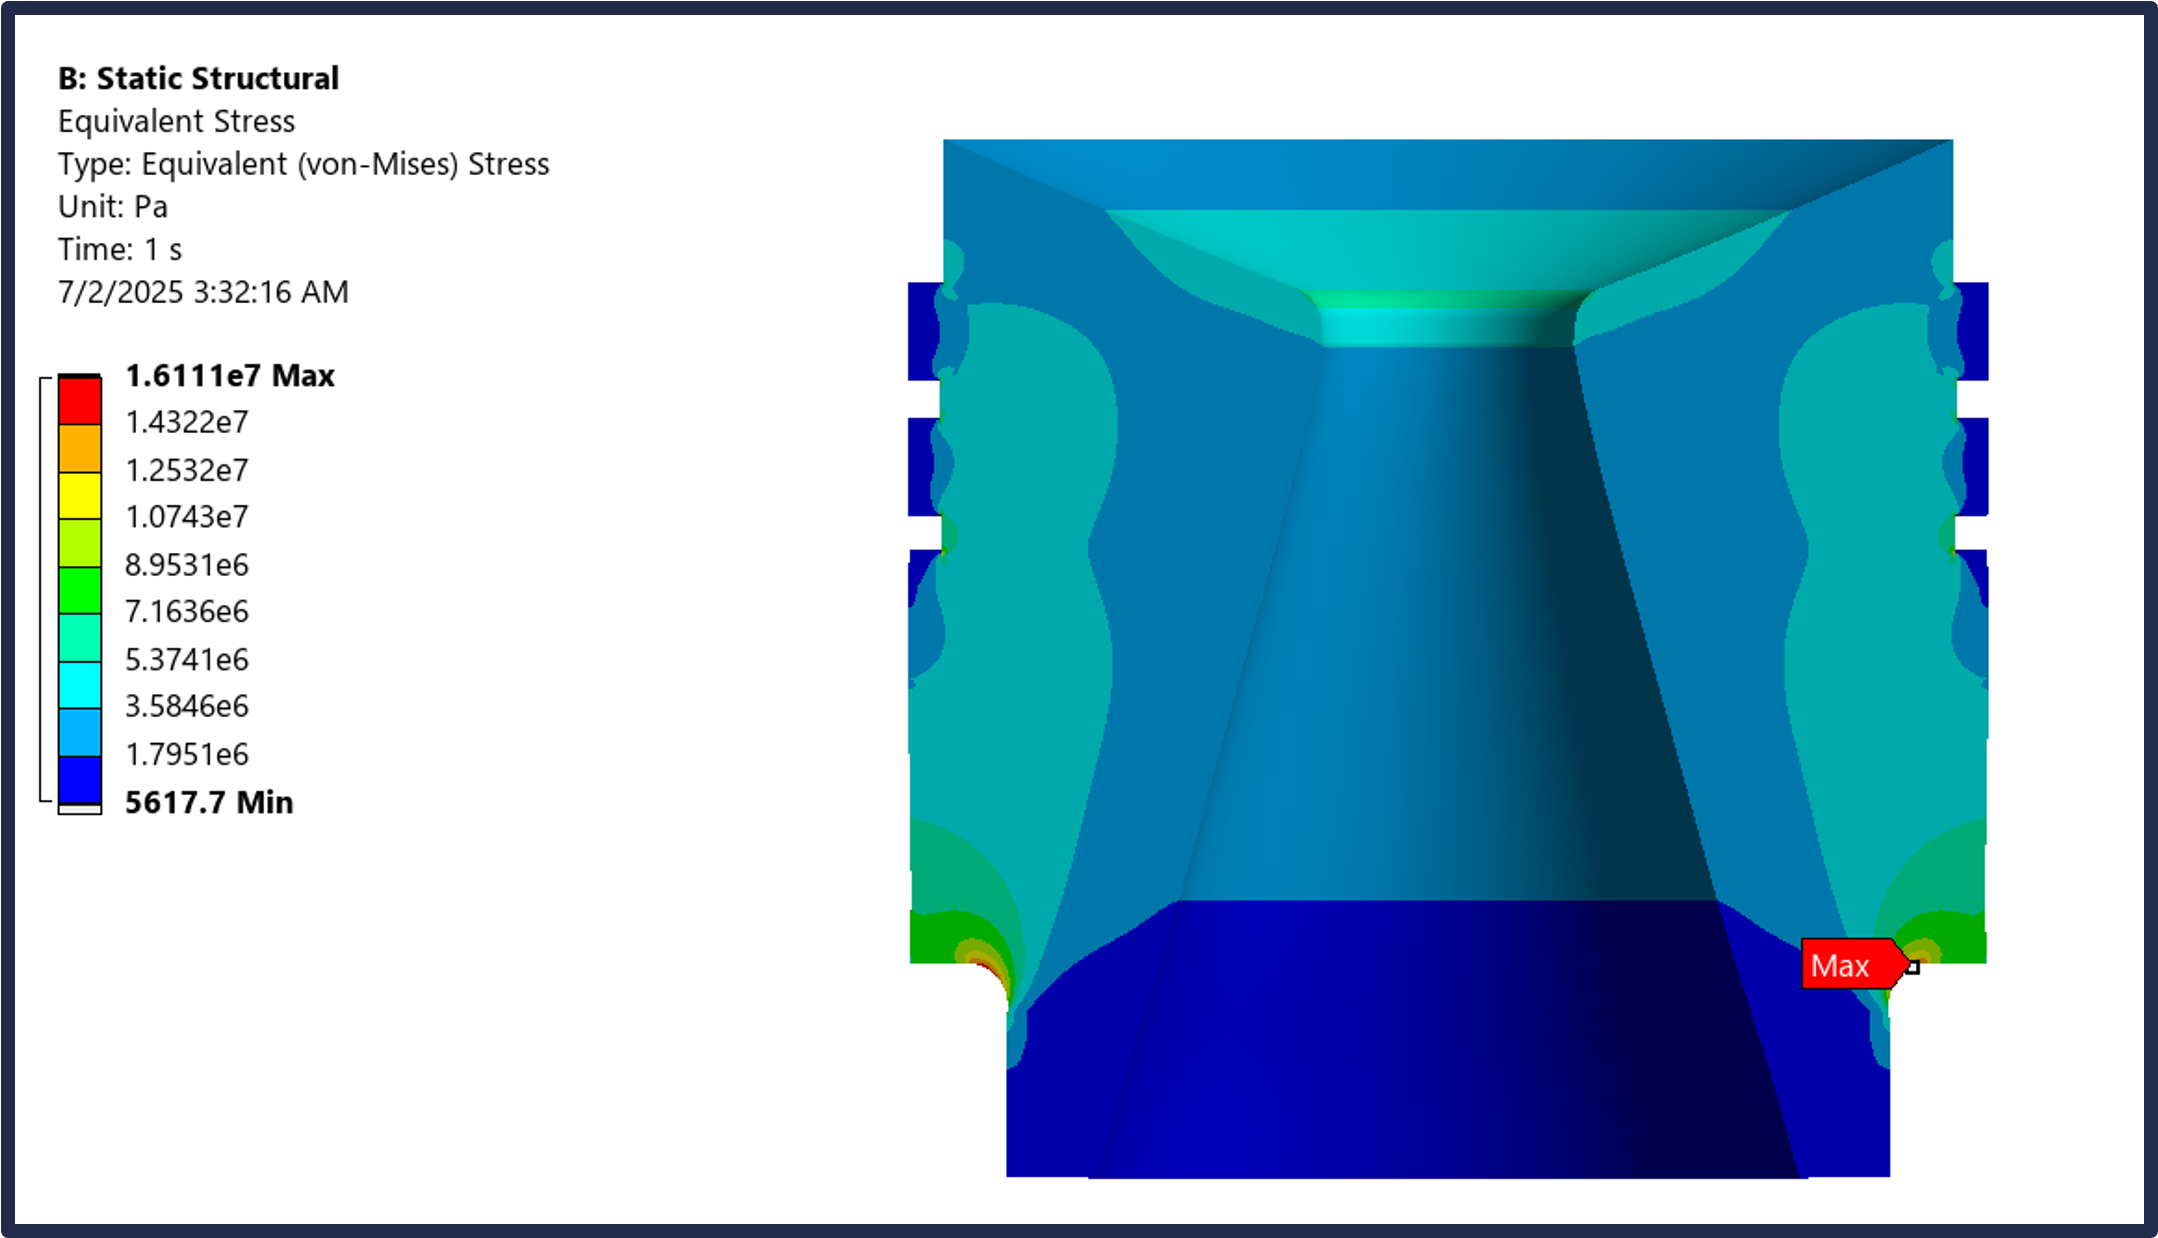 B: Static Structural
Equivalent Stress
Type: Equivalent (von-Mises) Stress
Unit: Pa
Time: 1 s
7/2/2025 3:32:16 AM
1.6111e7 Max
1.4322e7
1.2532e7
1.0743e7
8.9531e6
7.1636e6
5.3741e6
3.5846e6
1.7951e6
5617.7 Min
Max